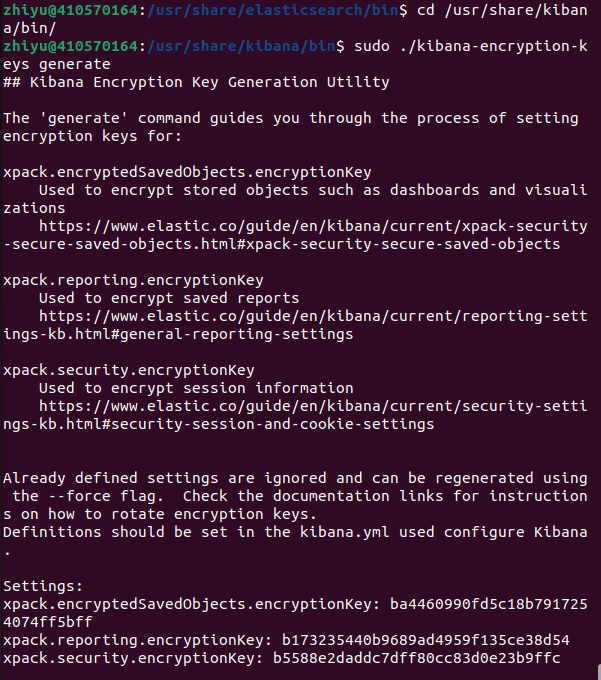 zhiyu@410570164:/usr/share/elasticsearch/bin$ cd /usr/share/kiban
a/bin/
zhiyu@410570164:/usr/share/kibana/bin$ sudo ./kibana-encryption-k
eys generate
## Kibana Encryption Key Generation Utility
The 'generate' command guides you through the process of setting
encryption keys for:
xpack.encryptedSavedObjects.encryptionKey
Used to encrypt stored objects such as dashboards and visuali
zations
https://www.elastic.co/guide/en/kibana/current/xpack-security
-secure-saved-objects.html#xpack-security-secure-saved-objects
xpack.reporting.encryptionKey
Used to encrypt saved reports
https://www.elastic.co/guide/en/kibana/current/reporting-sett
ings-kb.html#general-reporting-settings
xpack.security.encryptionKey
Used to encrypt session information
https://www.elastic.co/guide/en/kibana/current/security-setti
ngs-kb.html#security-session-and-cookie-settings
Already defined settings are ignored and can be regenerated using
the --force flag.  Check the documentation links for instruction
s on how to rotate encryption keys.
Definitions should be set in the kibana.yml used configure Kibana
.
Settings:
xpack.encryptedSavedObjects.encryptionKey: ba4460990fd5c18b791725
4074ff5bff
xpack.reporting.encryptionKey: b173235440b9689ad4959f135ce38d54
xpack.security.encryptionKey: b5588e2daddc7dff80cc83d0e23b9ffc